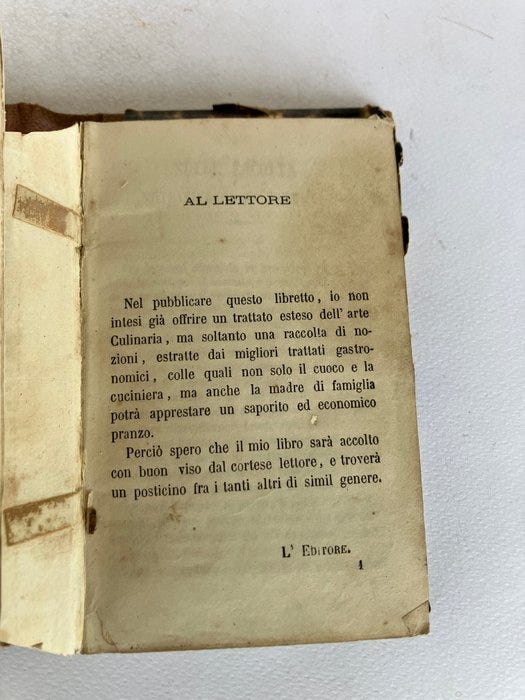 AL LETTORE
Nel pubblicare questo libretto, io non
intesi già offrire un trattato esteso dell' arte
Culinaria, ma soltanto una raccolta di no-
zioni, estratte dai migliori trattati gastro-
nomici, colle quali non solo il cuoco e la
cuciniera, ma anche la madre di famiglia
potrà apprestare un saporito ed economico
pranzo.
Perciò spero che il mio libro sarà accolto
con buon viso dal cortese lettore, e troverà
un posticino fra i tanti altri di simil genere.
L' EDITORE.
1